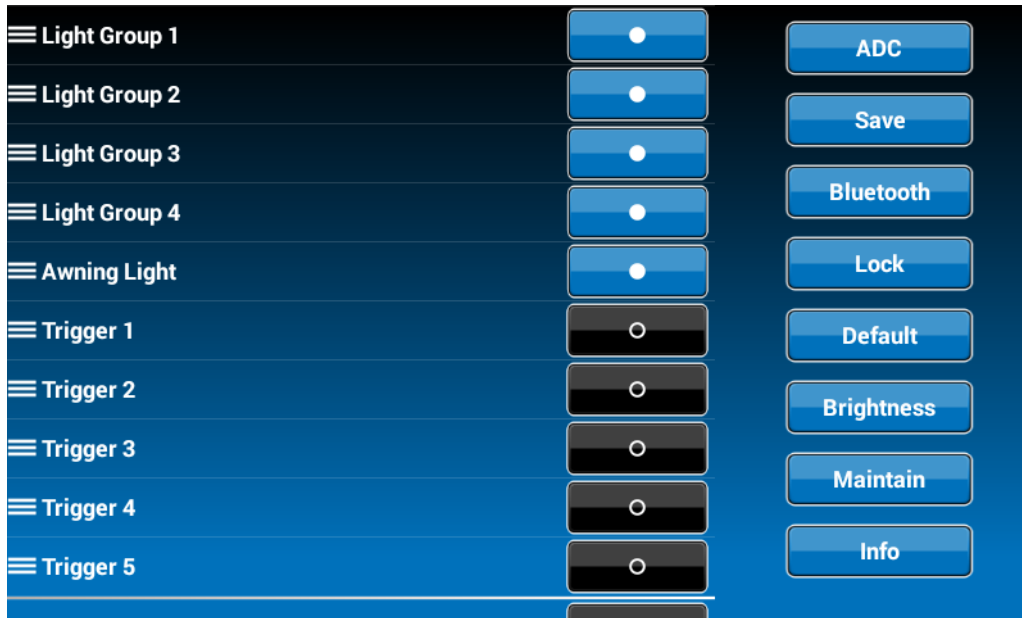 Light Group 1
Light Group 2
Light Group 3
Light Group 4
Awning Light
Trigger 1
Trigger 2
Trigger 3
Trigger 4
Trigger 5
ADC
Save
Bluetooth
Lock
Default
Brightness
Maintain
Info